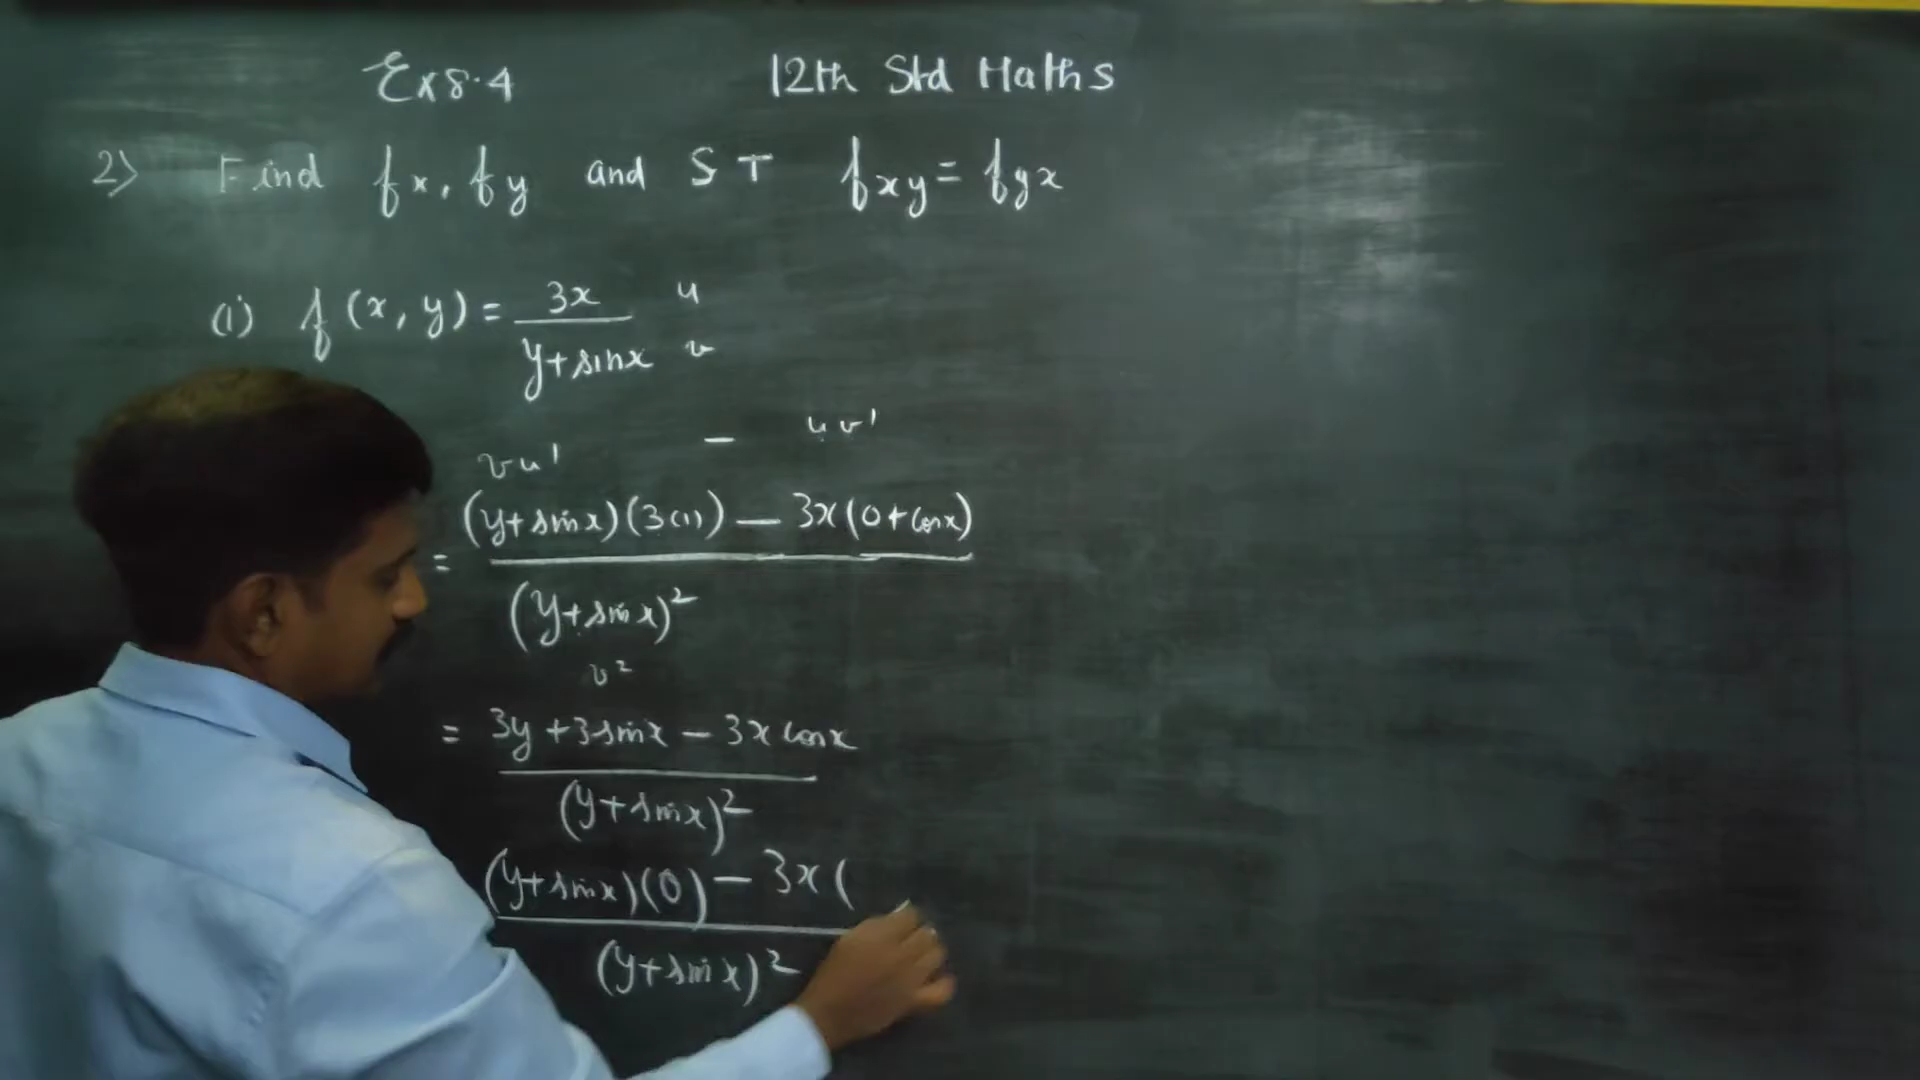 Ex 8.4 12th Std Maths
2) Find fx, fy and S T fxy = fyx
(i) f(x, y) = 3x u
y+sinx v
vu' - uv'
= (y+sinx)(3(1)) - 3x(0+cosx)
(y+sinx)²
v²
= 3y+3sinx - 3x cosx
(y+sinx)²
(y+sinx)(0) - 3x(
(y+sinx)²